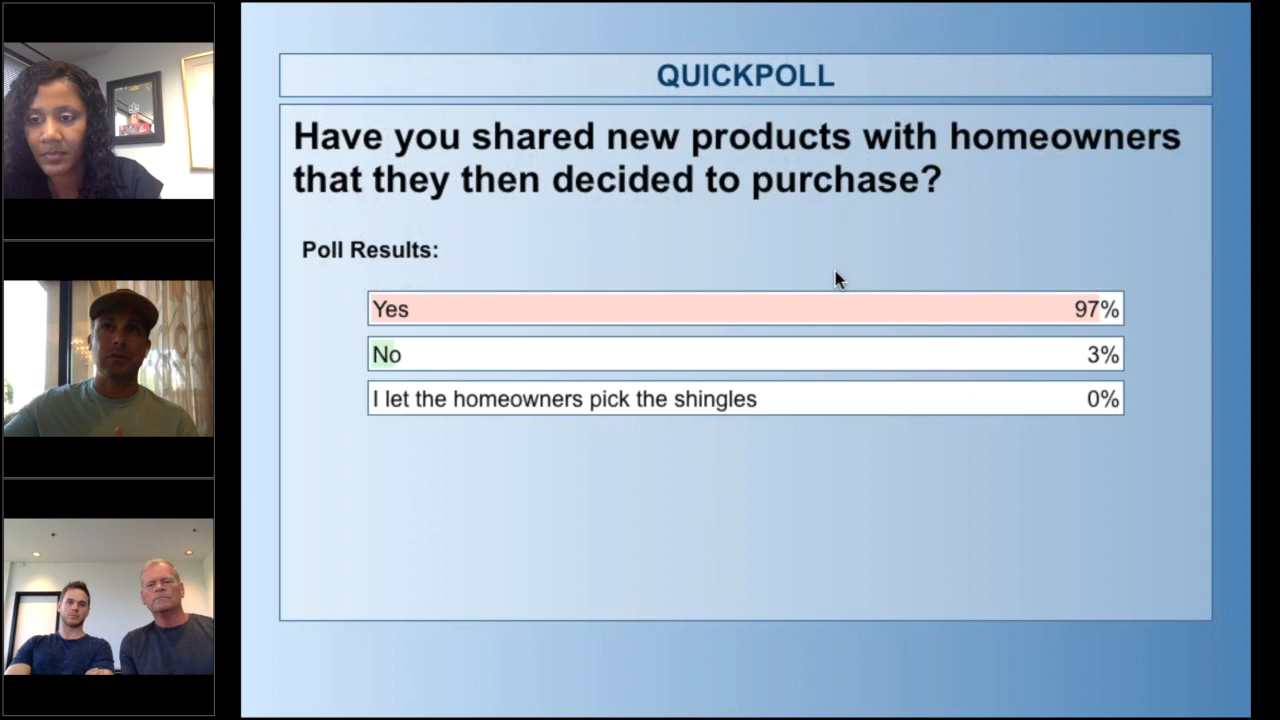 QUICKPOLL
Have you shared new products with homeowners
that they then decided to purchase?
Poll Results:
Yes 97%
No 3%
I let the homeowners pick the shingles 0%